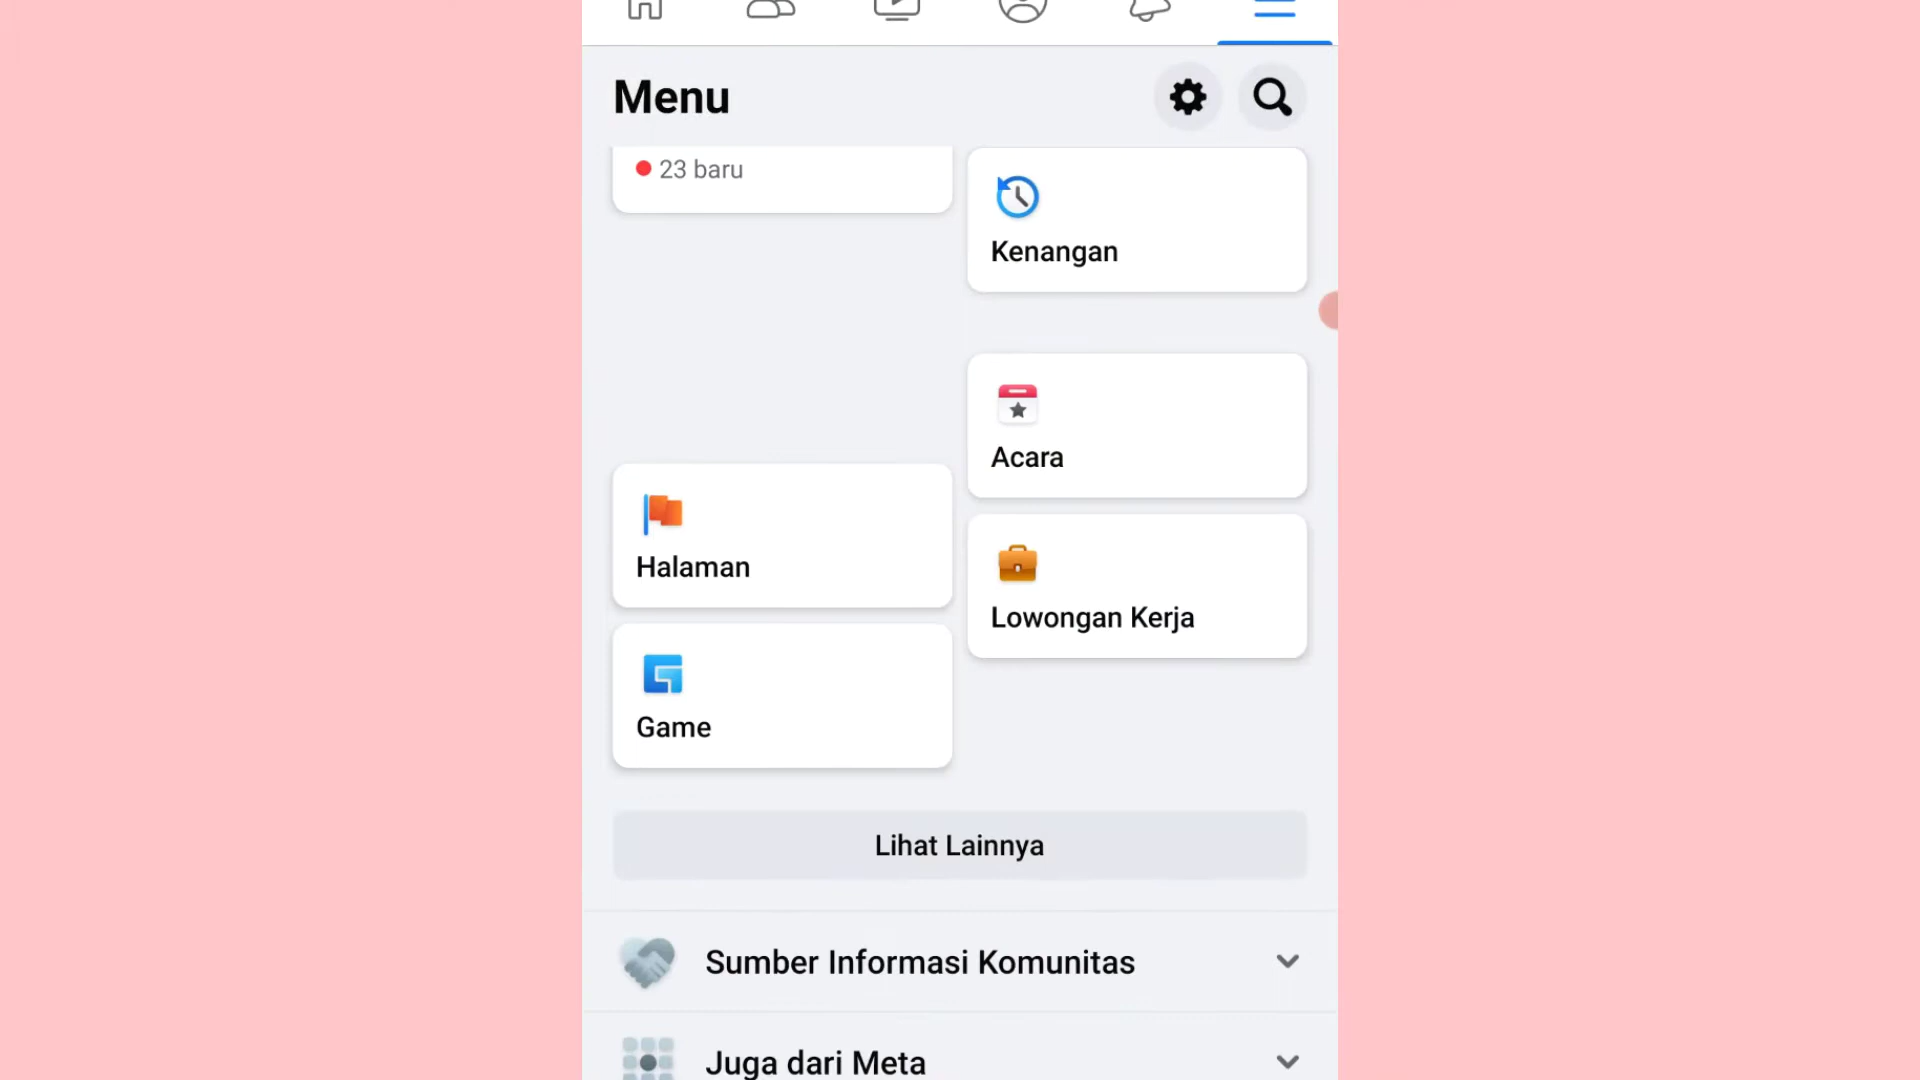 Menu
23 baru
Kenangan
Acara
Halaman
Lowongan Kerja
Game
Lihat Lainnya
Sumber Informasi Komunitas
Juga dari Meta